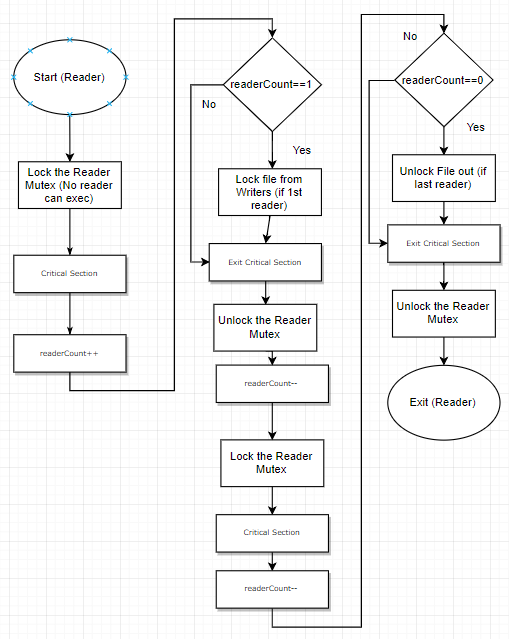 Start (Reader)
Lock the Reader
Mutex (No reader
can exec)
Critical Section
readerCount++
readerCount==1
No
Yes
Lock file from
Writers (if 1st
reader)
Exit Critical Section
Unlock the Reader
Mutex
readerCount--
Lock the Reader
Mutex
Critical Section
readerCount--
No
readerCount==0
Yes
Unlock File out (if
last reader)
Exit Critical Section
Unlock the Reader
Mutex
Exit (Reader)